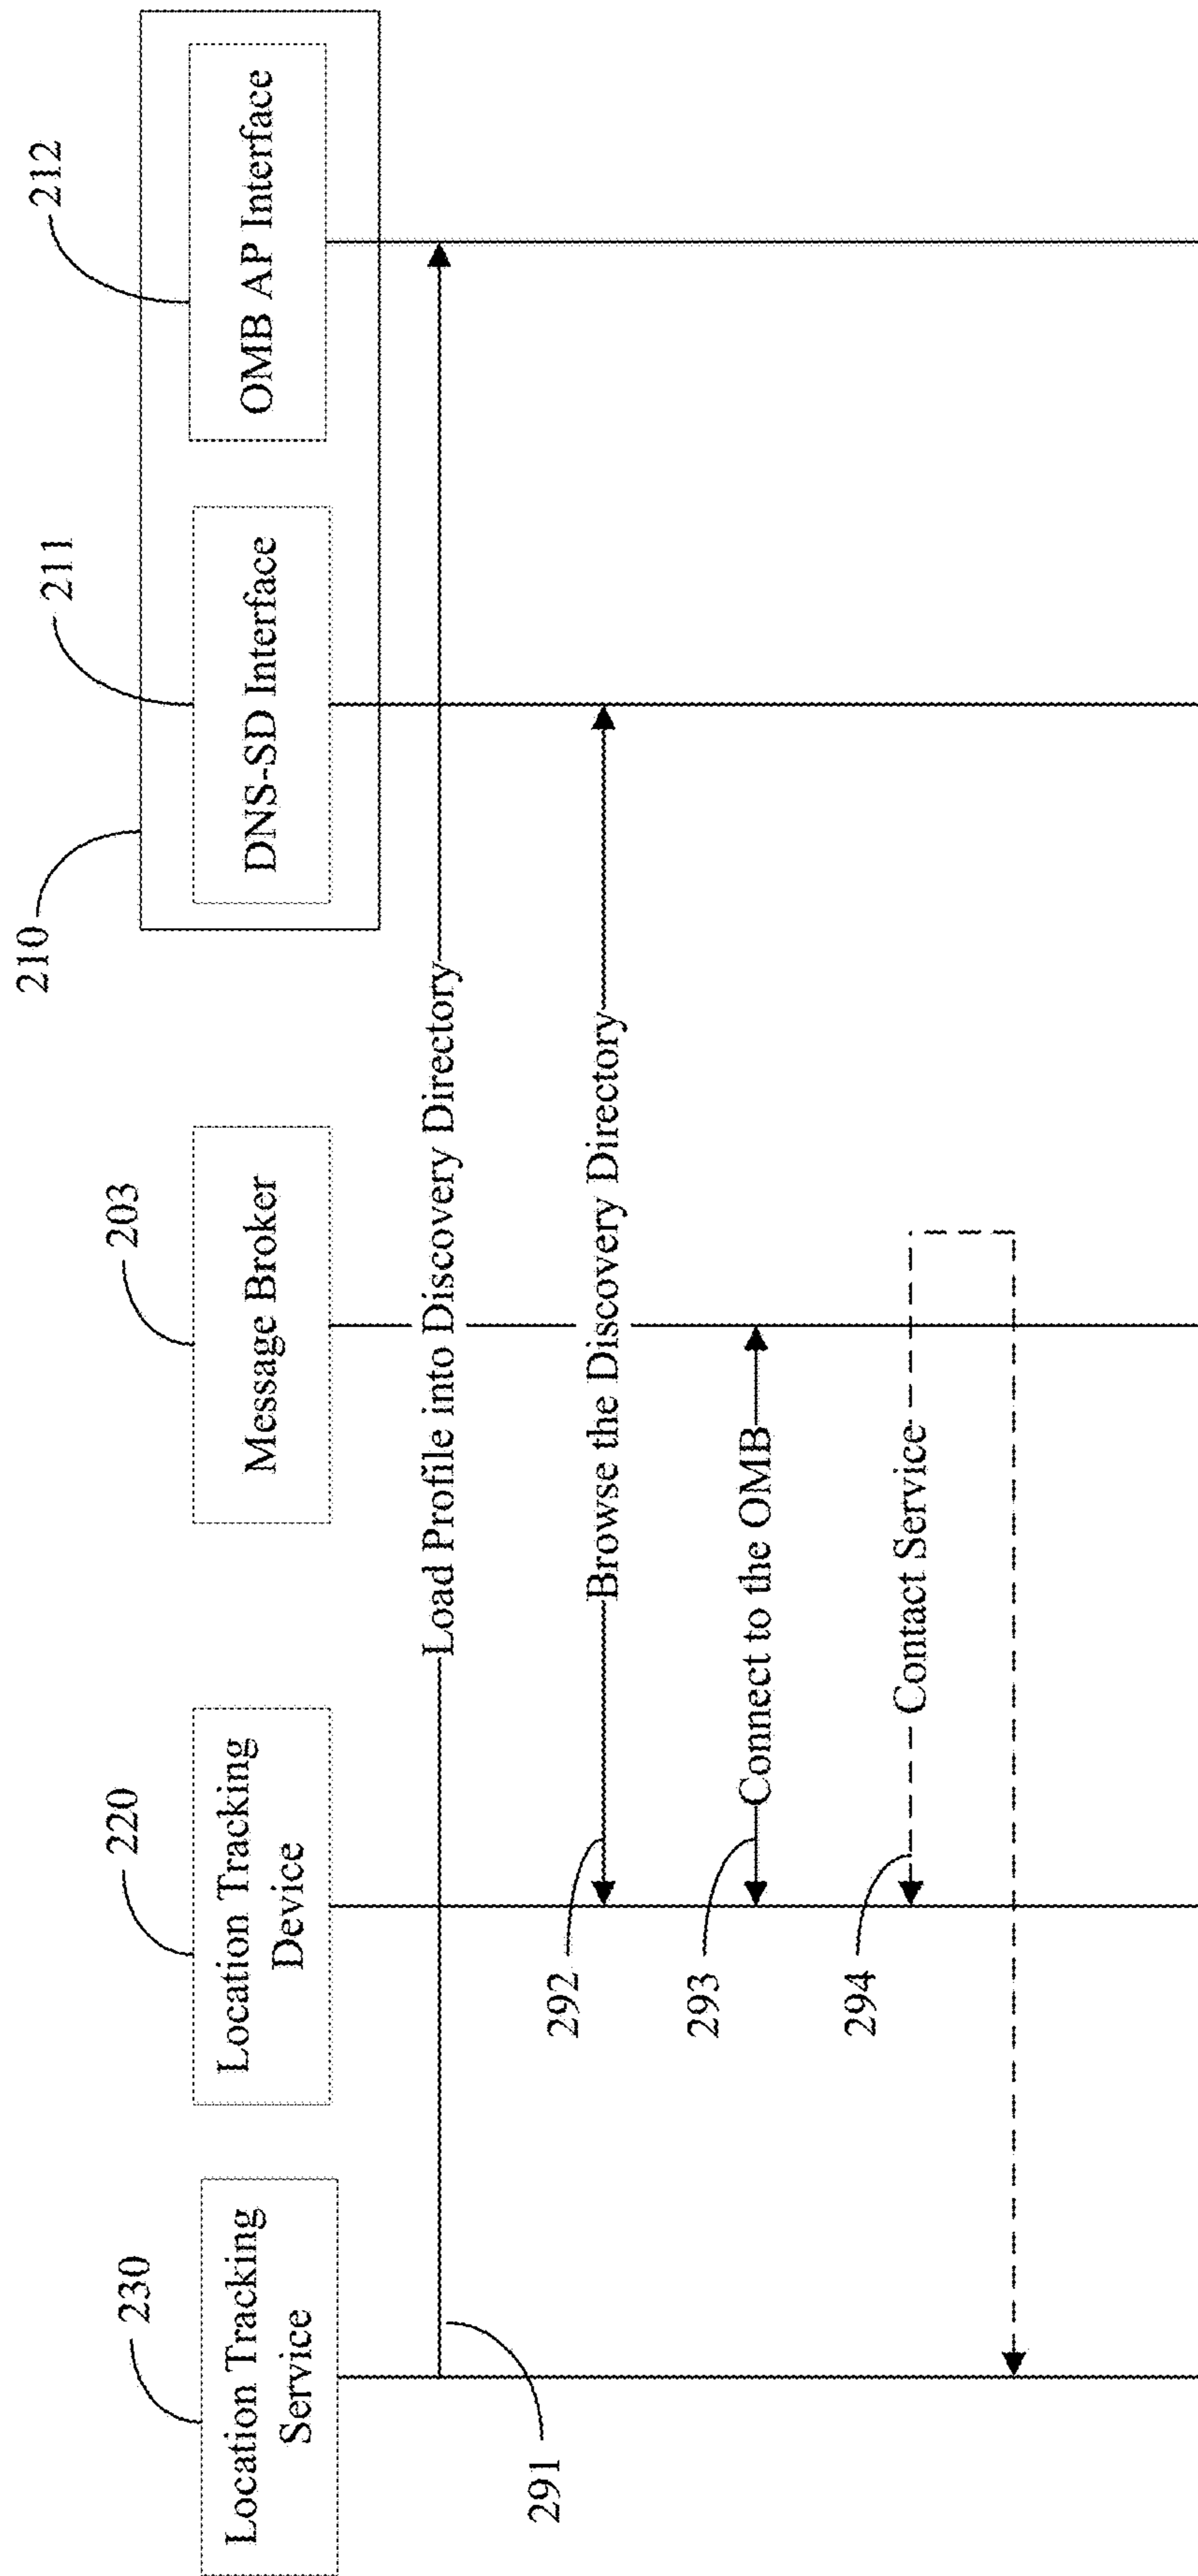 210
211
212
DNS-SD Interface
OMB AP Interface
230
220
203
Location Tracking
Service
Location Tracking
Device
Message Broker
Load Profile into Discovery Directory
291
Browse the Discovery Directory
292
Connect to the OMB
293
Contact Service
294